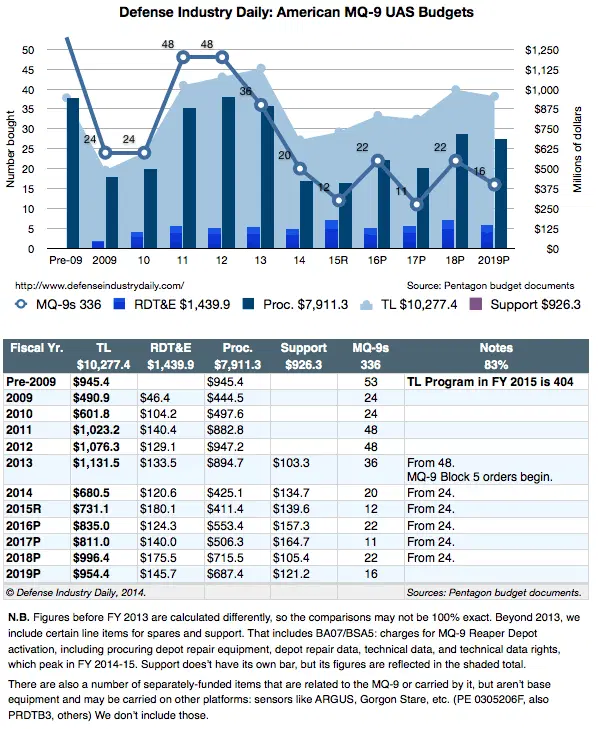 Defense Industry Daily: American MQ-9 UAS Budgets
50 $1,250
45 $1,125
40 $1,000
35 $875
30 $750
25 $625
20 $500
15 $375
10 $250
5 $125
0 $0
Number bought
Millions of dollars
24 24 48 48 36 20 12 22 11 22 16
Pre-09 2009 10 11 12 13 14 15R 16P 17P 18P 2019P
http://www.defenseindustrydaily.com/ Source: Pentagon budget documents
MQ-9s 336 RDT&E $1,439.9 Proc. $7,911.3 TL $10,277.4 Support $926.3
Fiscal Yr. TL RDT&E Proc. Support MQ-9s Notes
$10,277.4 $1,439.9 $7,911.3 $926.3 336 83%
Pre-2009 $945.4 $945.4 53 TL Program in FY 2015 is 404
2009 $490.9 $46.4 $444.5 24
2010 $601.8 $104.2 $497.6 24
2011 $1,023.2 $140.4 $882.8 48
2012 $1,076.3 $129.1 $947.2 48
2013 $1,131.5 $133.5 $894.7 $103.3 36 From 48.
MQ-9 Block 5 orders begin.
2014 $680.5 $120.6 $425.1 $134.7 20 From 24.
2015R $731.1 $180.1 $411.4 $139.6 12 From 24.
2016P $835.0 $124.3 $553.4 $157.3 22 From 24.
2017P $811.0 $140.0 $506.3 $164.7 11 From 24.
2018P $996.4 $175.5 $715.5 $105.4 22 From 24.
2019P $954.4 $145.7 $687.4 $121.2 16
© Defense Industry Daily, 2014. Sources: Pentagon budget documents.
N.B. Figures before FY 2013 are calculated differently, so the comparisons may not be 100% exact. Beyond 2013, we
include certain line items for spares and support. That includes BA07/BSA5: charges for MQ-9 Reaper Depot
activation, including procuring depot repair equipment, depot repair data, technical data, and technical data rights,
which peak in FY 2014-15. Support does't have its own bar, but its figures are reflected in the shaded total.
There are also a number of separately-funded items that are related to the MQ-9 or carried by it, but aren't base
equipment and may be carried on other platforms: sensors like ARGUS, Gorgon Stare, etc. (PE 0305206F, also
PRDTB3, others) We don't include those.